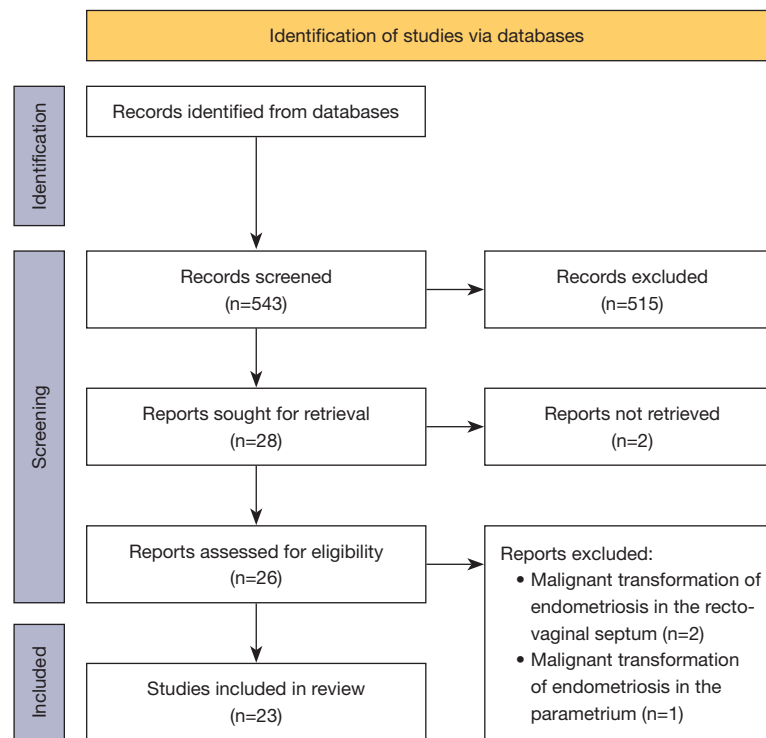 Identification of studies via databases
Identification
Records identified from databases
Screening
Records screened
(n=543)
Records excluded
(n=515)
Reports sought for retrieval
(n=28)
Reports not retrieved
(n=2)
Reports assessed for eligibility
(n=26)
Reports excluded:
• Malignant transformation of
endometriosis in the recto-
vaginal septum (n=2)
• Malignant transformation
of endometriosis in the
parametrium (n=1)
Included
Studies included in review
(n=23)